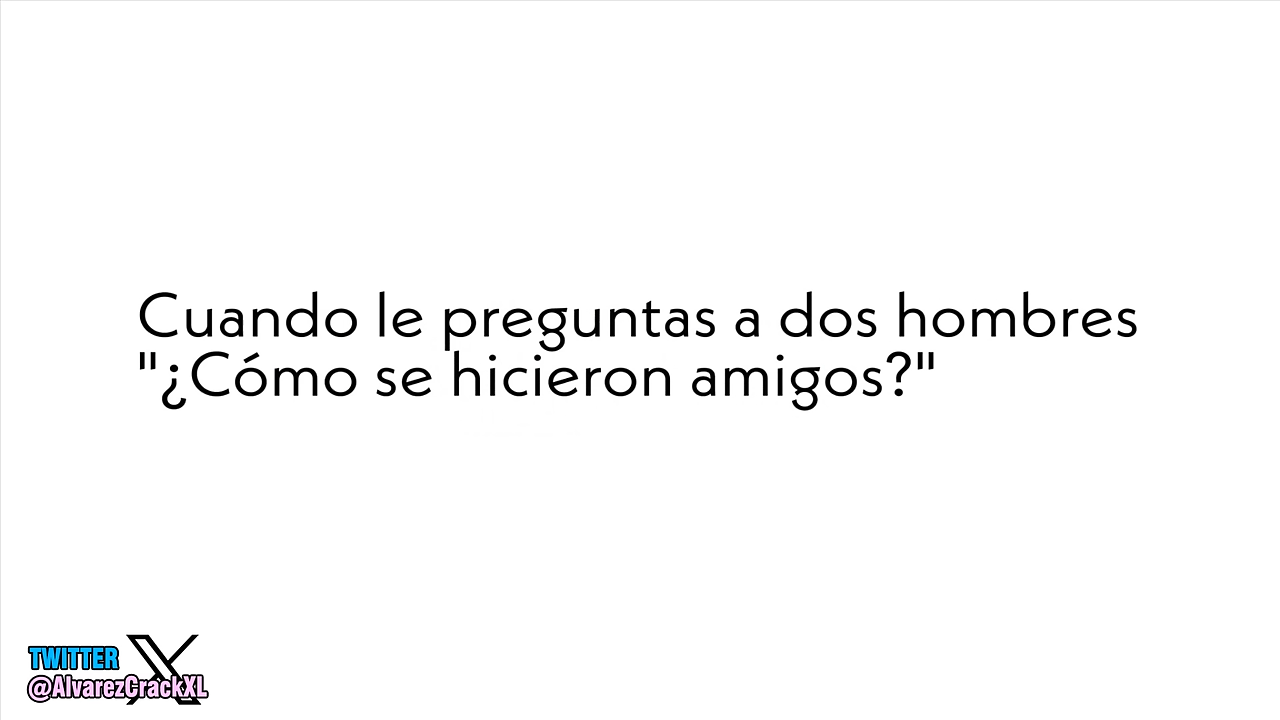 Cuando le preguntas a dos hombres
"¿Cómo se hicieron amigos?"
TWITTER X
@AlvarezCrackXL